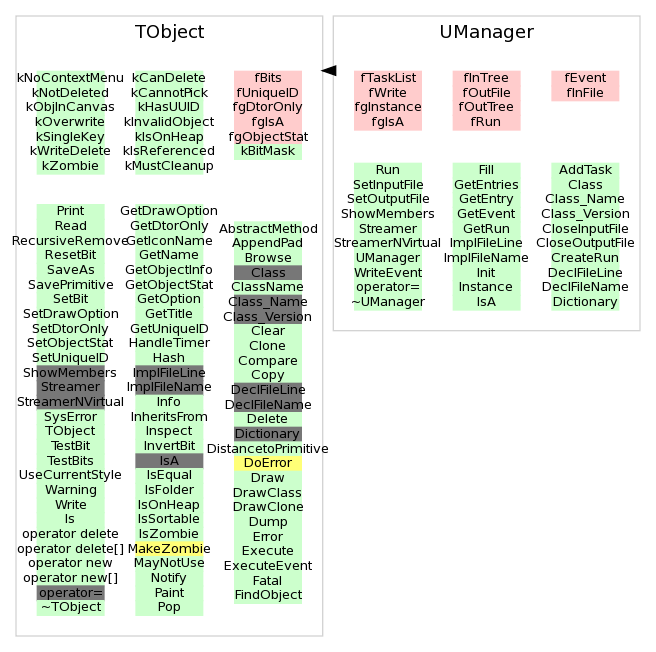 TObject
kNoContextMenu
kNotDeleted
kObjInCanvas
kOverwrite
kSingleKey
kWriteDelete
kZombie
kCanDelete
kCannotPick
kHasUUID
kInvalidObject
kIsOnHeap
kIsReferenced
kMustCleanup
fBits
fUniqueID
fgDtorOnly
fgIsA
fgObjectStat
kBitMask
Print
Read
RecursiveRemove
ResetBit
SaveAs
SavePrimitive
SetBit
SetDrawOption
SetDtorOnly
SetObjectStat
SetUniqueID
ShowMembers
Streamer
StreamerNVirtual
SysError
TObject
TestBit
TestBits
UseCurrentStyle
Warning
Write
ls
operator delete
operator delete[]
operator new
operator new[]
operator=
~TObject
GetDrawOption
GetDtorOnly
GetIconName
GetName
GetObjectInfo
GetObjectStat
GetOption
GetTitle
GetUniqueID
HandleTimer
Hash
ImplFileLine
ImplFileName
Info
InheritsFrom
Inspect
InvertBit
IsA
IsEqual
IsFolder
IsOnHeap
IsSortable
IsZombie
MakeZombie
MayNotUse
Notify
Paint
Pop
AbstractMethod
AppendPad
Browse
Class
ClassName
Class_Name
Class_Version
Clear
Clone
Compare
Copy
DeclFileLine
DeclFileName
Delete
Dictionary
DistancetoPrimitive
DoError
Draw
DrawClass
DrawClone
Dump
Error
Execute
ExecuteEvent
Fatal
FindObject
UManager
fTaskList
fWrite
fgInstance
fgIsA
fInTree
fOutFile
fOutTree
fRun
fEvent
fInFile
Run
SetInputFile
SetOutputFile
ShowMembers
Streamer
StreamerNVirtual
UManager
WriteEvent
operator=
~UManager
Fill
GetEntries
GetEntry
GetEvent
GetRun
ImplFileLine
ImplFileName
Init
Instance
IsA
AddTask
Class
Class_Name
Class_Version
CloseInputFile
CloseOutputFile
CreateRun
DeclFileLine
DeclFileName
Dictionary